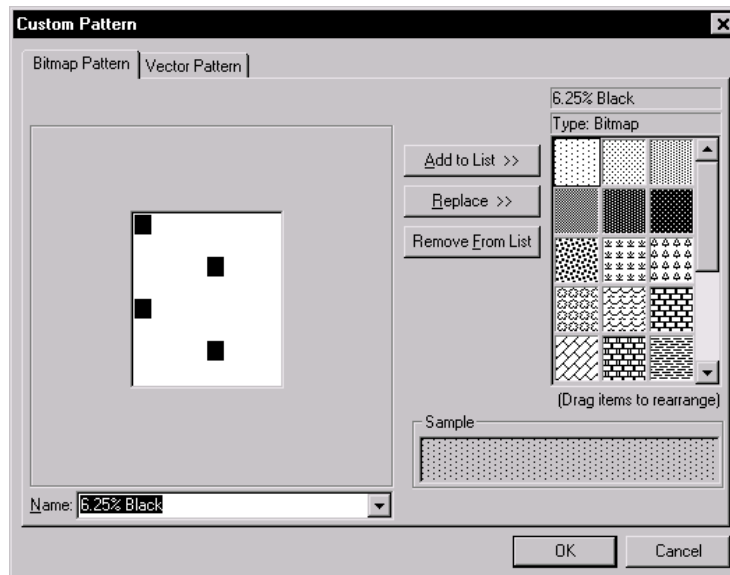 Custom Pattern
Bitmap Pattern
Vector Pattern
6.25% Black
Type: Bitmap
Add to List >>
Replace >>
Remove From List
(Drag items to rearrange)
Sample
Name: 6.25% Black
OK
Cancel